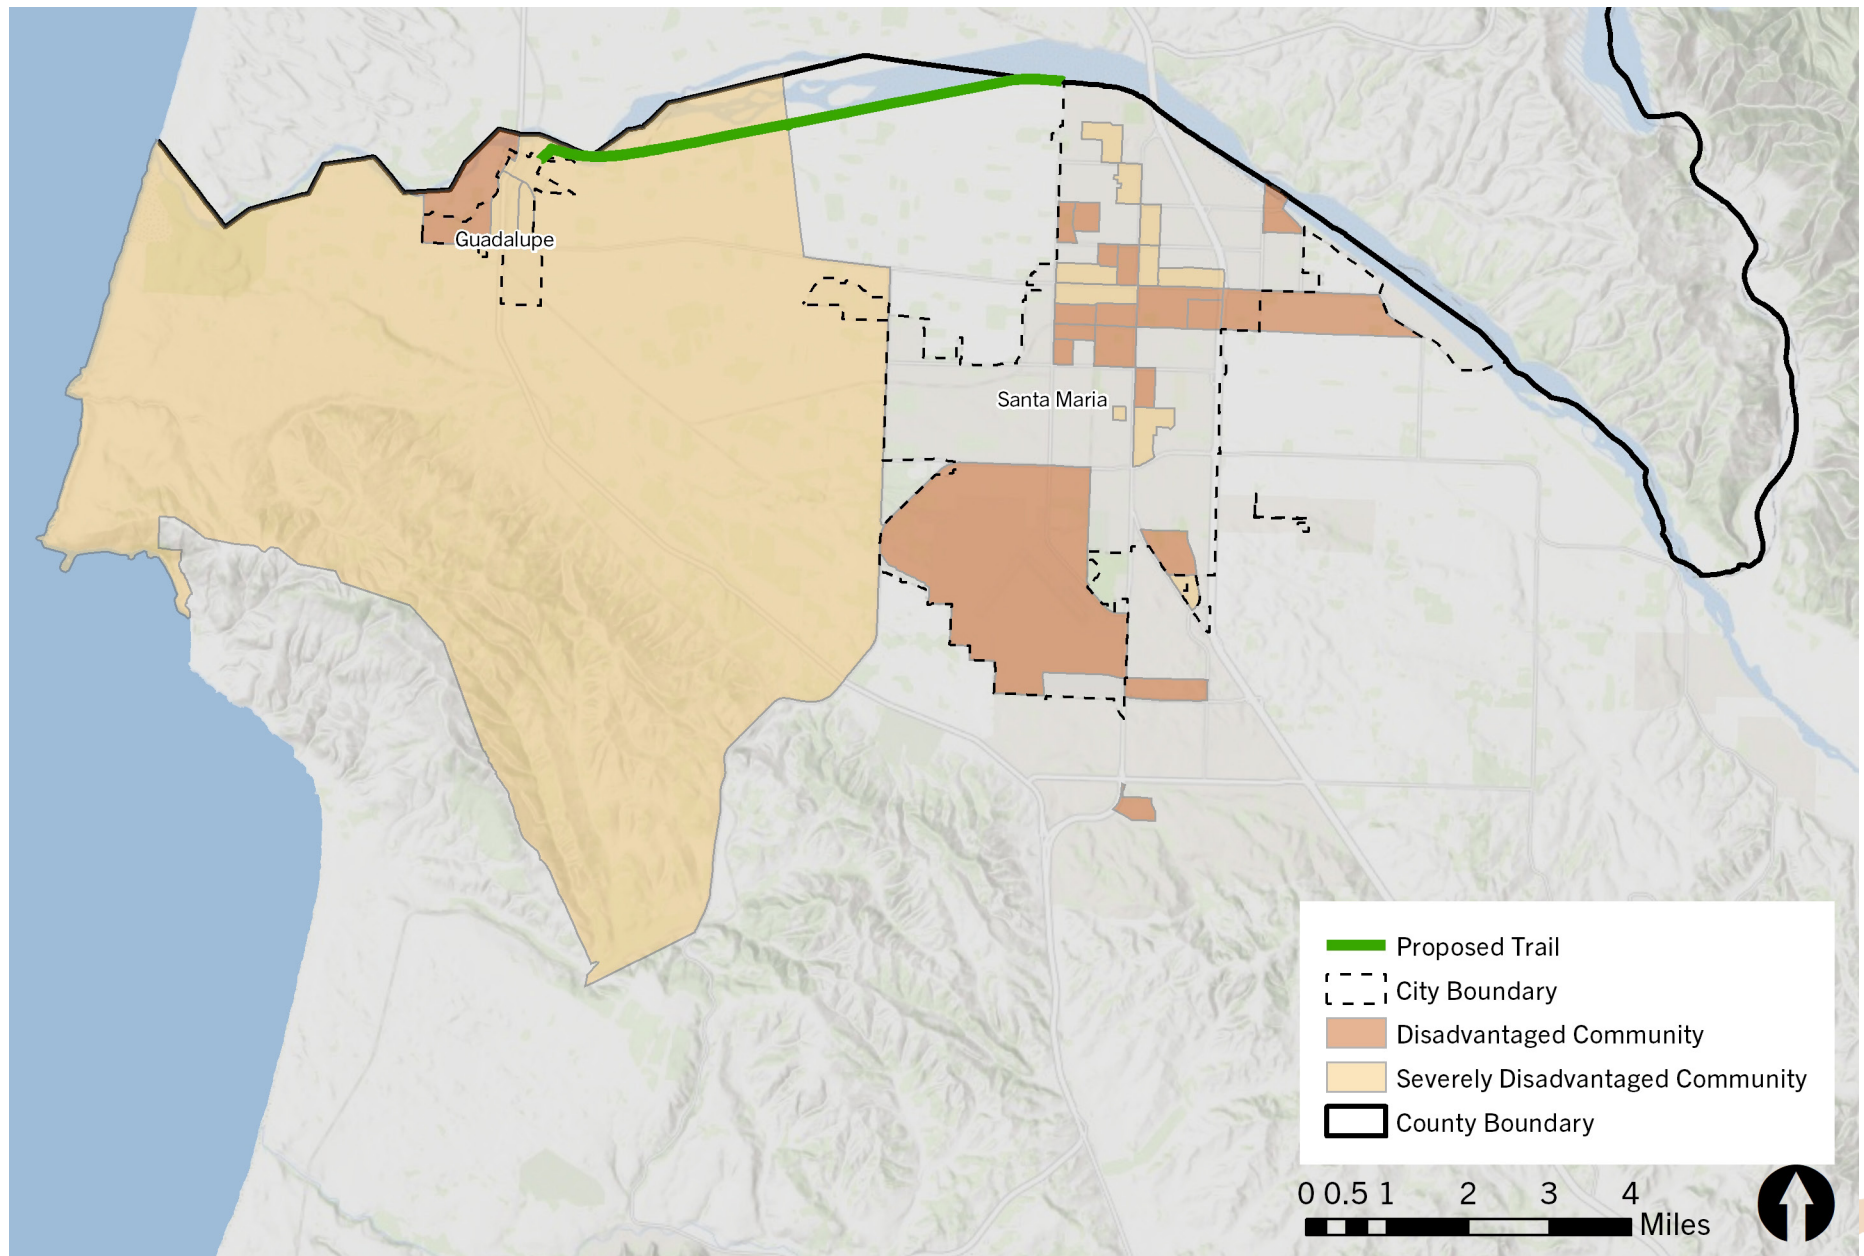 Guadalupe
Santa Maria
Proposed Trail
City Boundary
Disadvantaged Community
Severely Disadvantaged Community
County Boundary
0 0.5 1 2 3 4
Miles